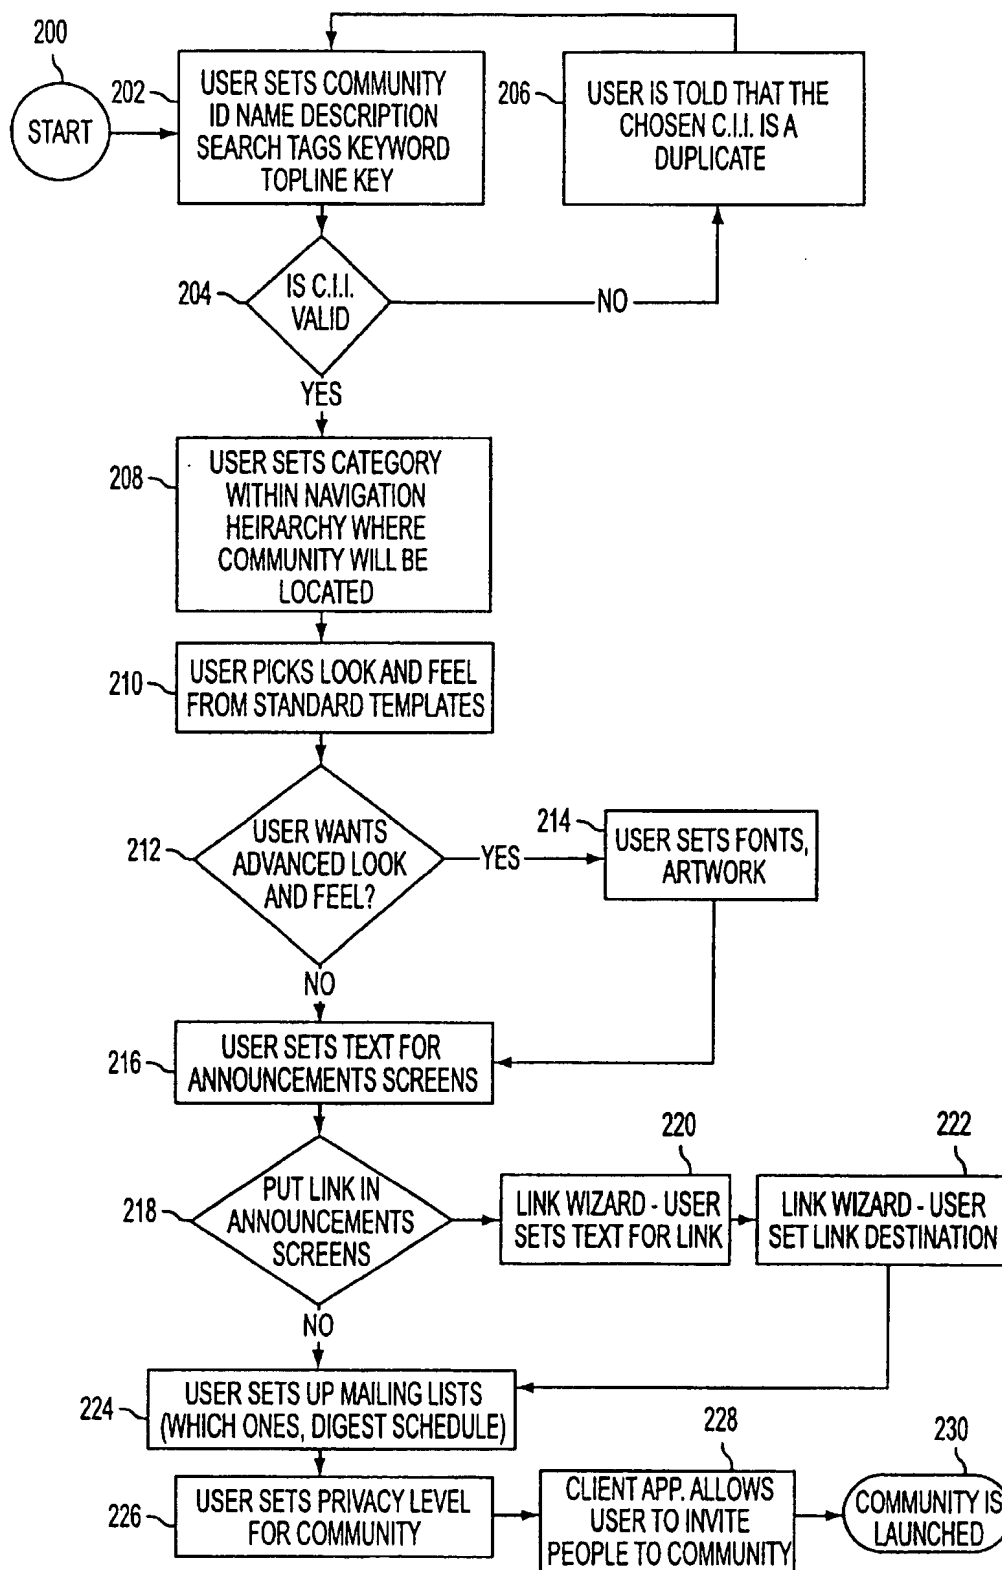 200
START
202
USER SETS COMMUNITY
ID NAME DESCRIPTION
SEARCH TAGS KEYWORD
TOPLINE KEY
206
USER IS TOLD THAT THE
CHOSEN C.I.I. IS A
DUPLICATE
204
IS C.I.I.
VALID
NO
YES
208
USER SETS CATEGORY
WITHIN NAVIGATION
HEIRARCHY WHERE
COMMUNITY WILL BE
LOCATED
210
USER PICKS LOOK AND FEEL
FROM STANDARD TEMPLATES
212
USER WANTS
ADVANCED LOOK
AND FEEL?
YES
214
USER SETS FONTS,
ARTWORK
NO
216
USER SETS TEXT FOR
ANNOUNCEMENTS SCREENS
218
PUT LINK IN
ANNOUNCEMENTS
SCREENS
220
LINK WIZARD - USER
SETS TEXT FOR LINK
222
LINK WIZARD - USER
SET LINK DESTINATION
NO
224
USER SETS UP MAILING LISTS
(WHICH ONES, DIGEST SCHEDULE)
226
USER SETS PRIVACY LEVEL
FOR COMMUNITY
228
CLIENT APP. ALLOWS
USER TO INVITE
PEOPLE TO COMMUNITY
230
COMMUNITY IS
LAUNCHED